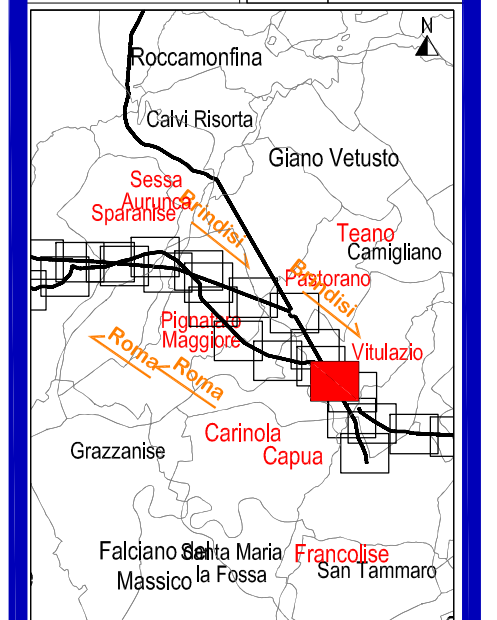 N
Roccamonfina
Calvi Risorta
Giano Vetusto
Sessa
Aurunca
Sparanise
Brindisi
Teano
Camigliano
Brindisi
Pastorano
Pignataro
Maggiore
Roma
Roma
Vitulazio
Carinola
Capua
Grazzanise
Falciano del
Massico
Santa Maria
la Fossa
Francolise
San Tammaro